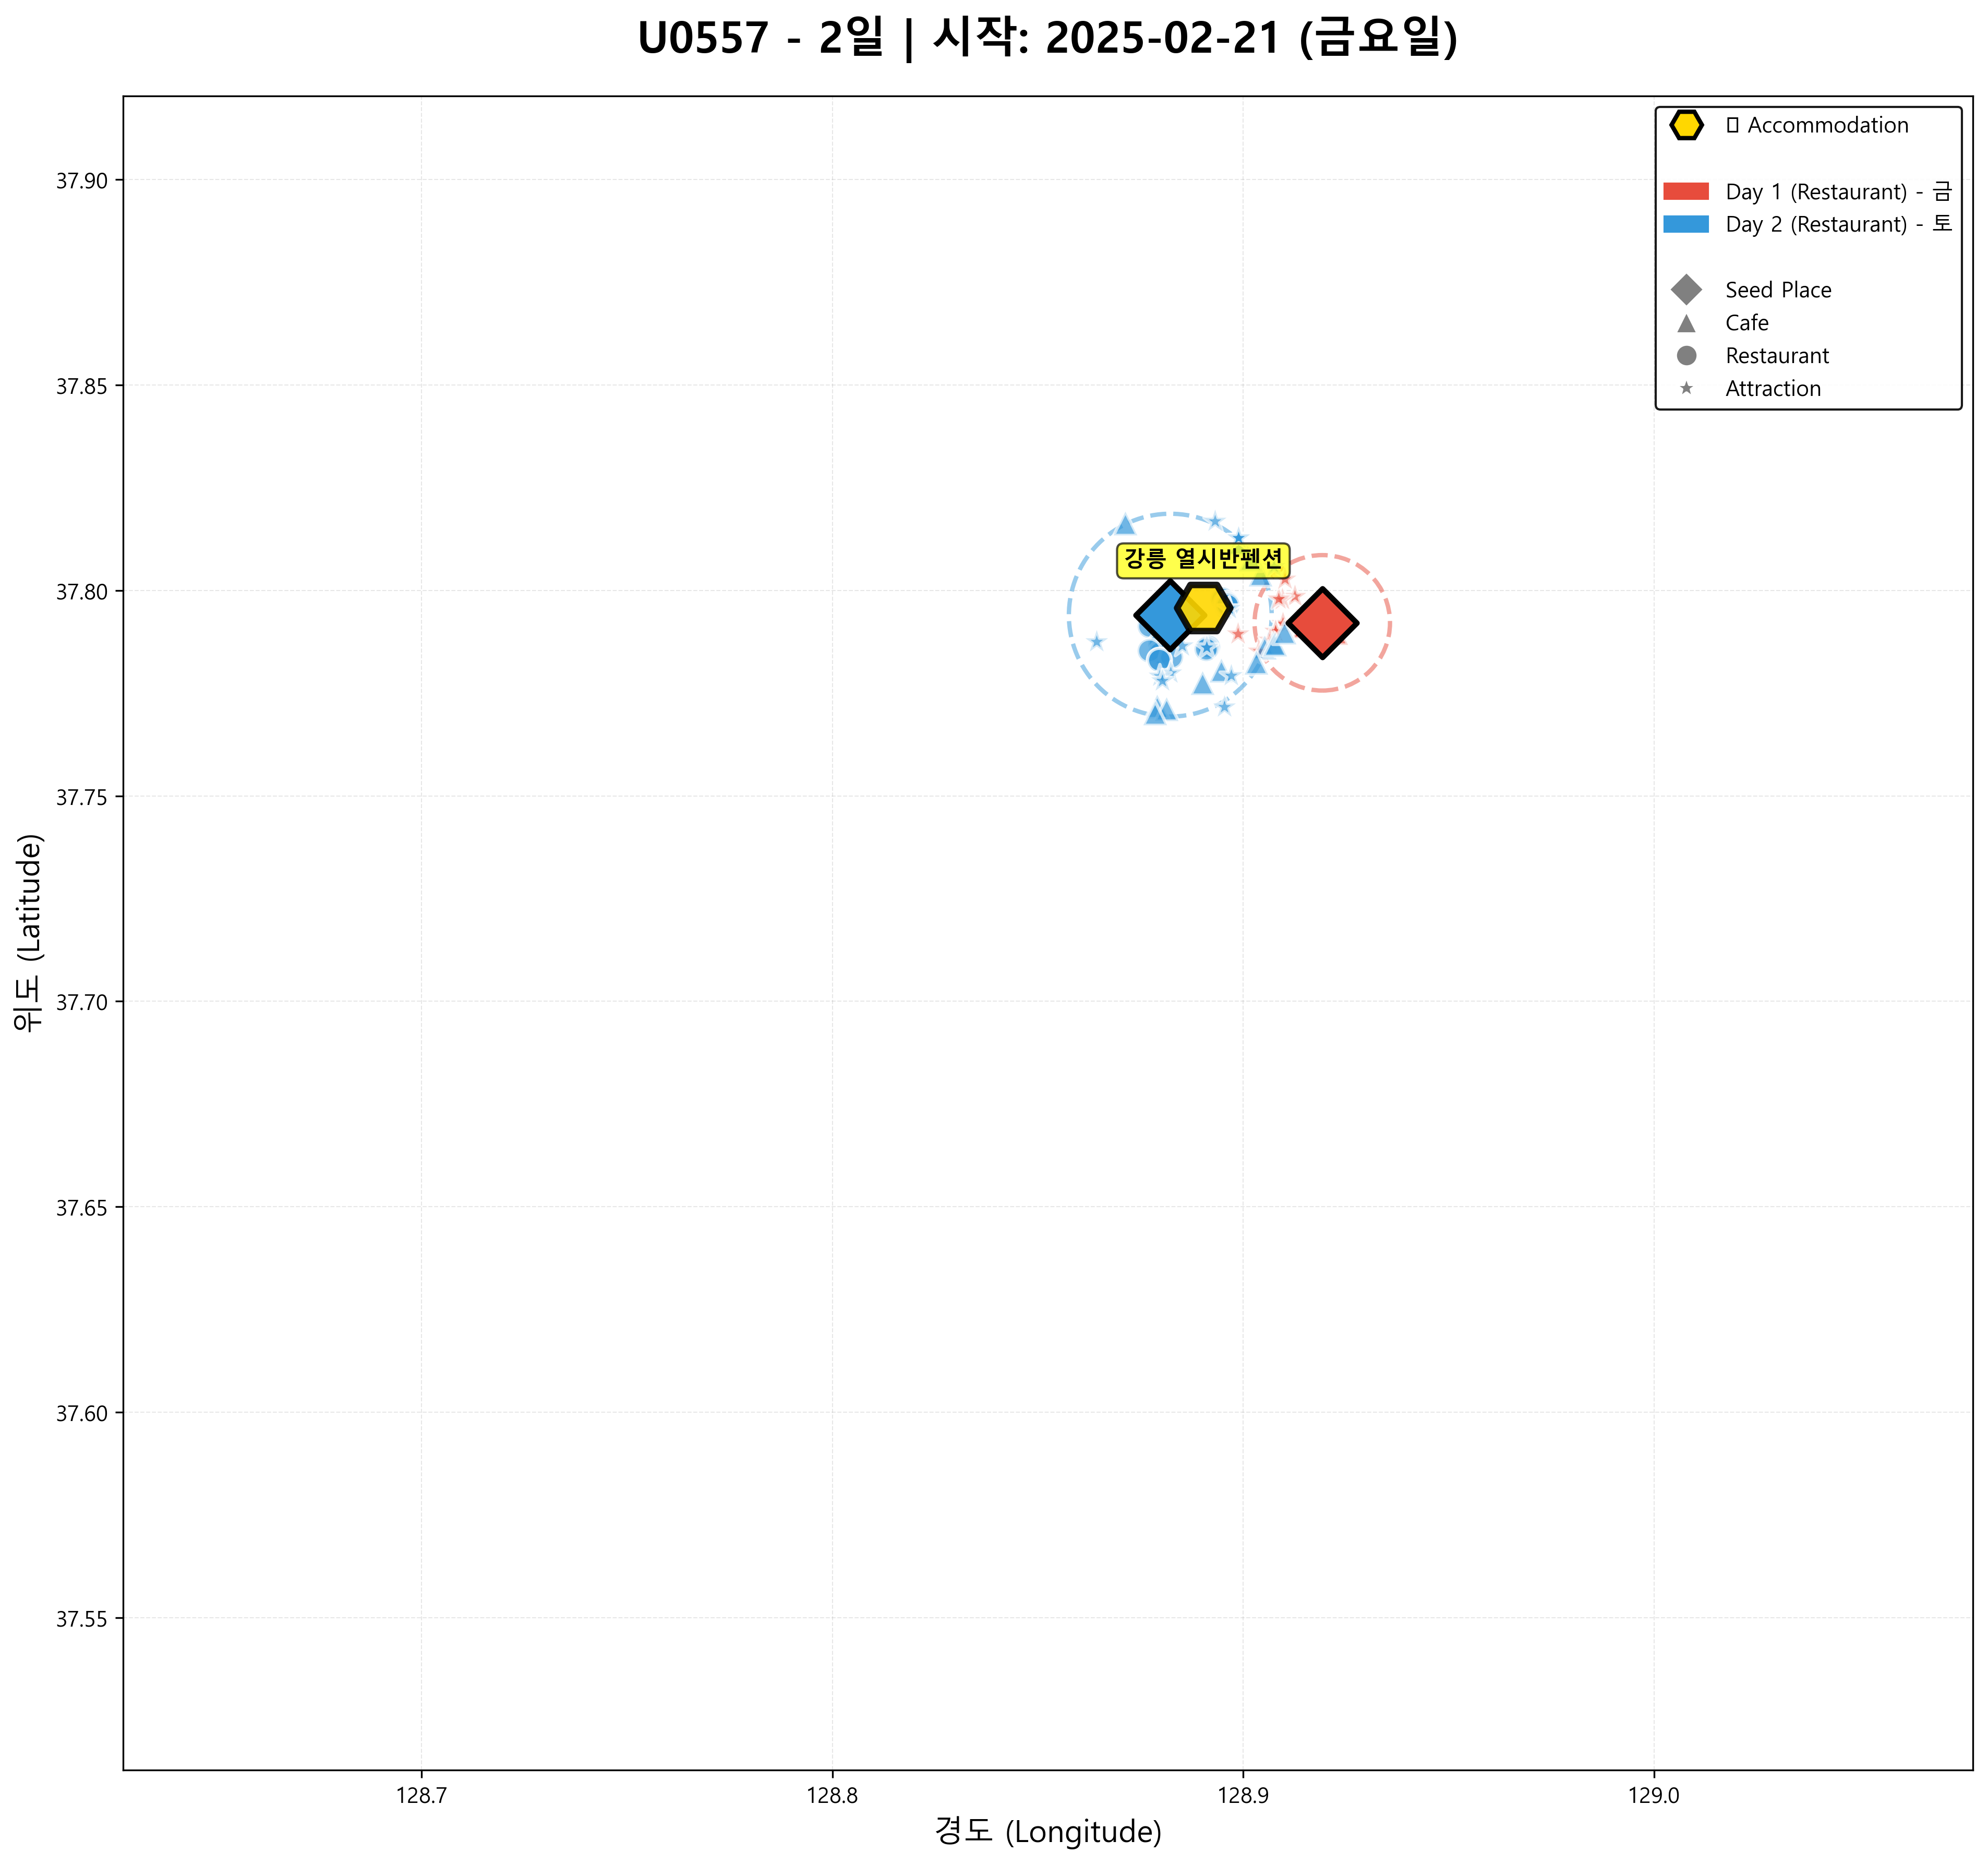 U0557 - 2일 | 시작: 2025-02-21 (금요일)
Accommodation
Day 1 (Restaurant) - 금
Day 2 (Restaurant) - 토
Seed Place
Cafe
Restaurant
Attraction
강릉 열시반펜션
위도 (Latitude)
37.90
37.85
37.80
37.75
37.70
37.65
37.60
37.55
128.7
128.8
128.9
129.0
경도 (Longitude)